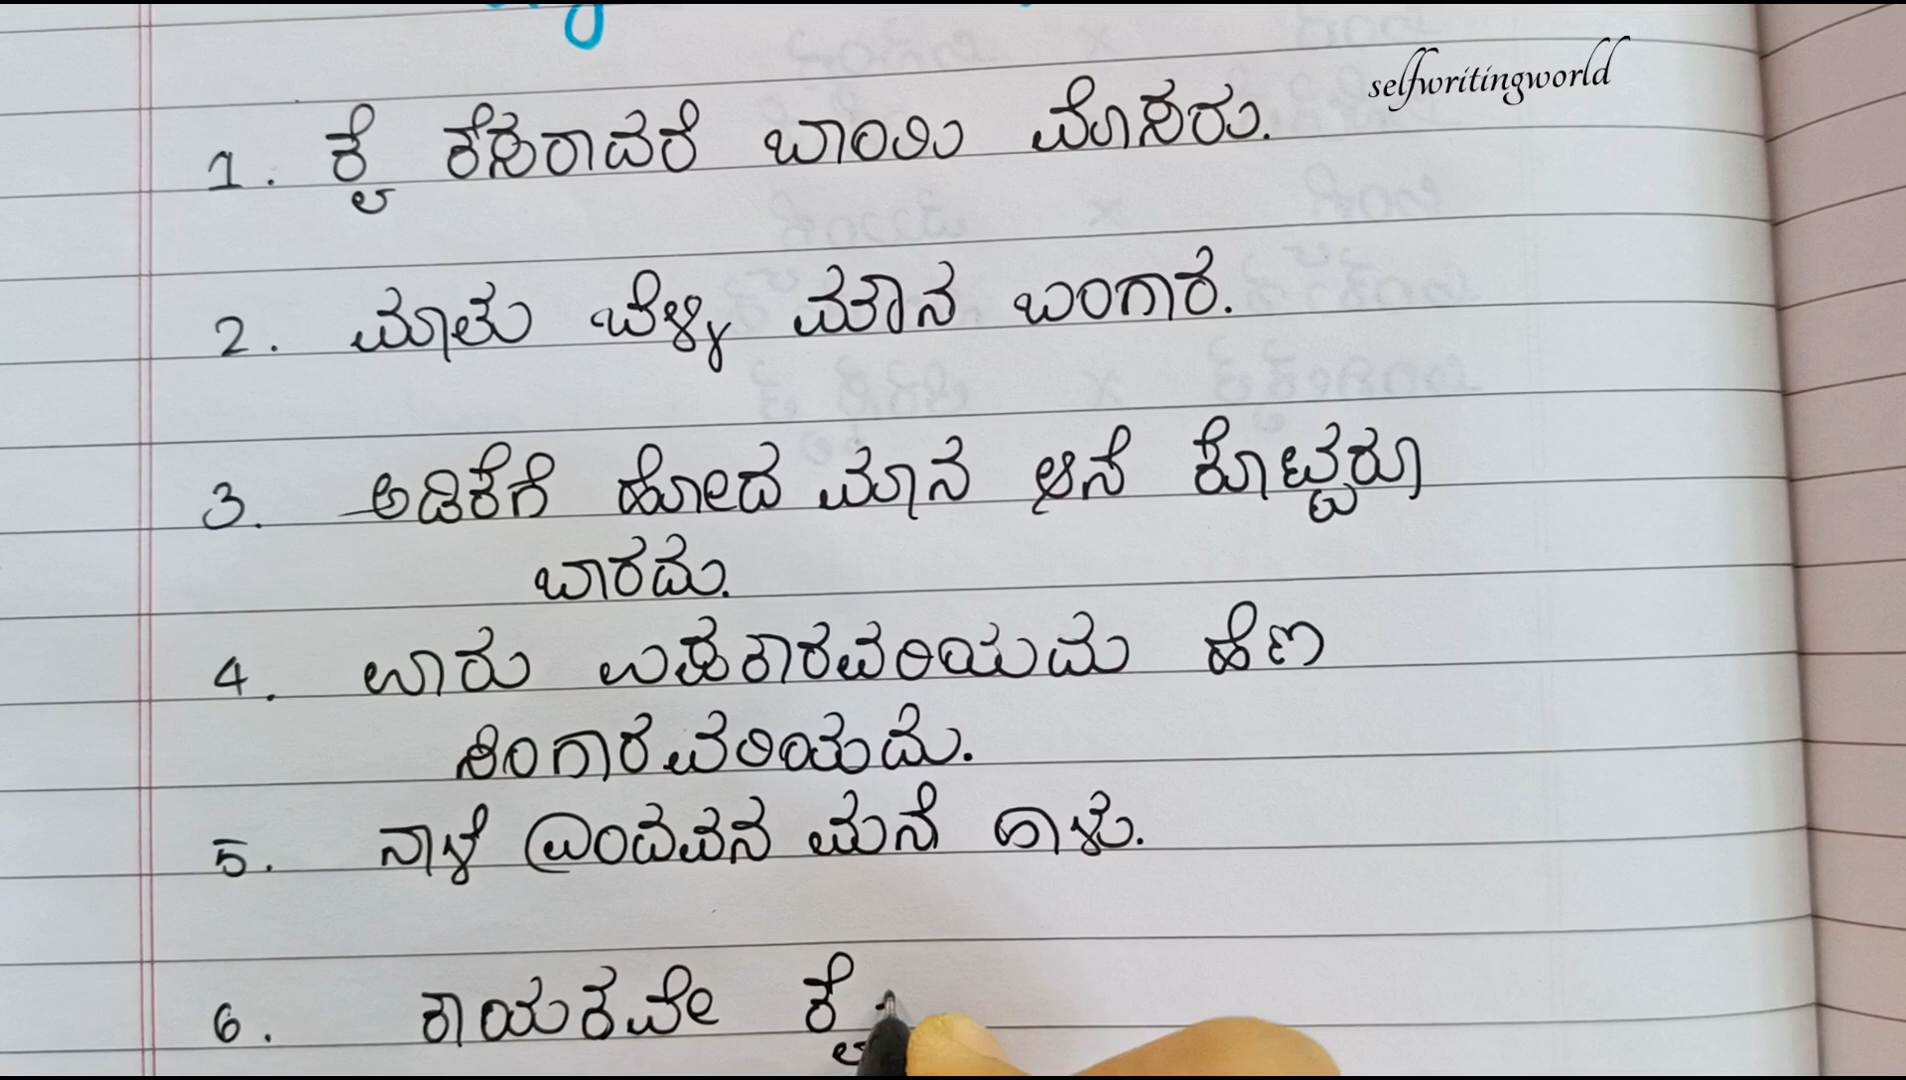 selfwritingworld
1. ಕೈ ಕೆಸರಾದರೆ ಬಾಯಿ ಮೊಸರು.
2. ಮಾತು ಬೆಳ್ಳಿ ಮೌನ ಬಂಗಾರ.
3. ಅಡಿಕೆಗೆ ಹೋದ ಮಾನ ಆನೆ ಕೊಟ್ಟರೂ
ಬಾರದು.
4. ಊರು ಉಪಕಾರವರಿಯದು ಹೆಣ
ಶಿಂಗಾರವರಿಯದು.
5. ನಾಳೆ ಎಂದವನ ಮನೆ ಹಾಳು.
6. ಕಾಯಕವೇ ಕೈ